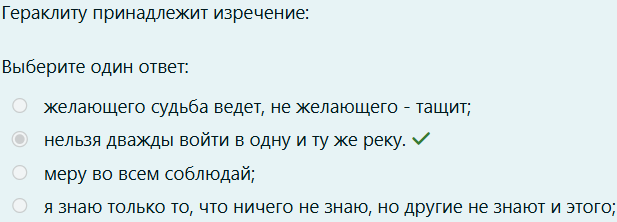 Гераклиту принадлежит изречение:
Выберите один ответ:
желающего судьба ведет, не желающего - тащит;
нельзя дважды войти в одну и ту же реку.
меру во всем соблюдай;
я знаю только то, что ничего не знаю, но другие не знают и этого;